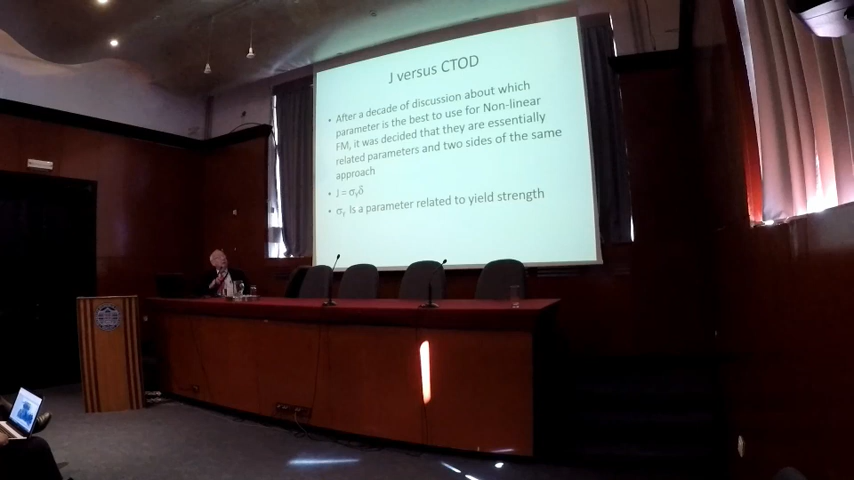 J versus CTOD
• After a decade of discussion about which
parameter is the best to use for Non-linear
FM, it was decided that they are essentially
related parameters and two sides of the same
approach
• J = σᵧδ
• σᵧ Is a parameter related to yield strength